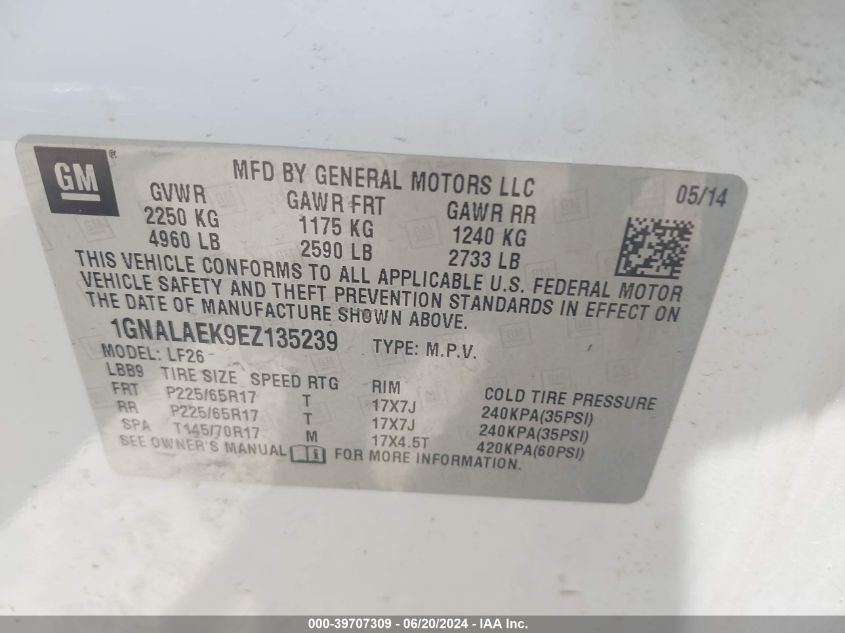 GM ®
MFD BY GENERAL MOTORS LLC
05/14
GVWR GAWR FRT GAWR RR
2250 KG 1175 KG 1240 KG
4960 LB 2590 LB 2733 LB
THIS VEHICLE CONFORMS TO ALL APPLICABLE U.S. FEDERAL MOTOR
VEHICLE SAFETY AND THEFT PREVENTION STANDARDS IN EFFECT ON
THE DATE OF MANUFACTURE SHOWN ABOVE.
1GNALAEK9EZ135239 TYPE: M.P.V.
MODEL: LF26
LBB9 TIRE SIZE SPEED RTG RIM COLD TIRE PRESSURE
FRT P225/65R17 T 17X7J 240KPA(35PSI)
RR P225/65R17 T 17X7J 240KPA(35PSI)
SPA T145/70R17 M 17X4.5T 420KPA(60PSI)
SEE OWNER'S MANUAL i FOR MORE INFORMATION.
000-39707309 - 06/20/2024 - IAA Inc.